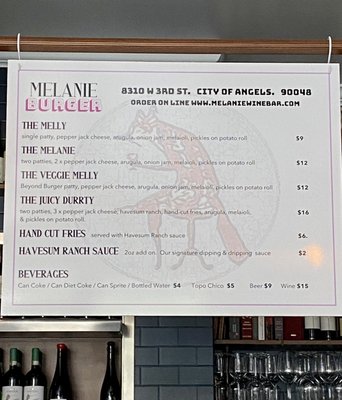 MELANIE
BURGER
8310 W 3RD ST. CITY OF ANGELS. 90048
ORDER ON LINE WWW.MELANIEWINEBAR.COM
THE MELLY
single patty, pepper jack cheese, arugula, onion jam, melaioli, pickles on potato roll $9
THE MELANIE
two patties, 2 x pepper jack cheese, arugula, onion jam, melaioli, pickles on potato roll $12
THE VEGGIE MELLY
Beyond Burger patty, pepper jack cheese, arugula, onion jam, melaioli, pickles on potato roll $12
THE JUICY DURRTY
two patties, 3 x pepper jack cheese, havesum ranch, hand-cut fries, arugula, melaioli, $16
& pickles on potato roll.
HAND CUT FRIES served with Havesum Ranch sauce $6.
HAVESUM RANCH SAUCE 2oz add on. Our signature dipping & dripping sauce $2
BEVERAGES
Can Coke / Can Diet Coke / Can Sprite / Bottled Water $4 Topo Chico $5 Beer $9 Wine $15